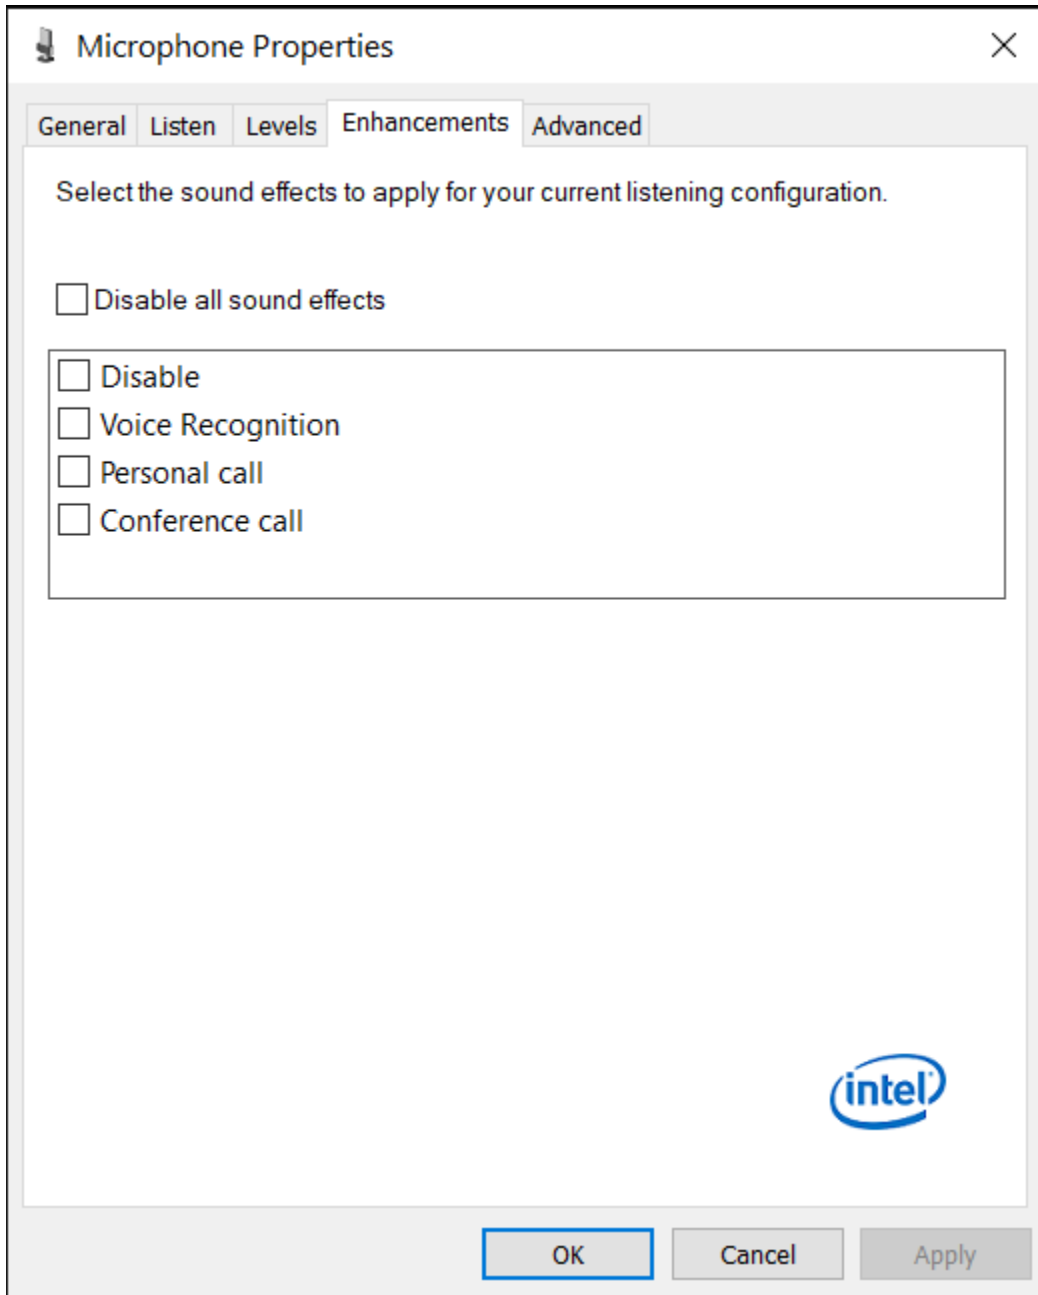 Microphone Properties
General Listen Levels Enhancements Advanced
Select the sound effects to apply for your current listening configuration.
Disable all sound effects
Disable
Voice Recognition
Personal call
Conference call
intel
OK Cancel Apply